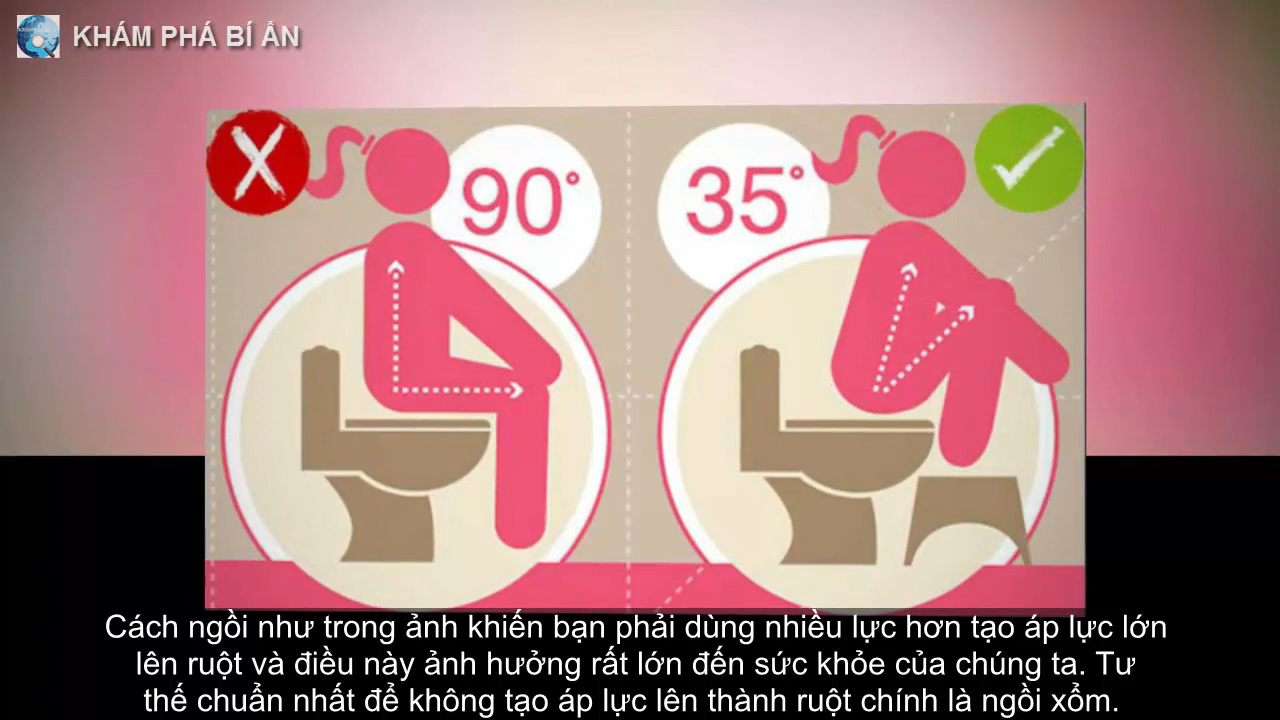 KHÁM PHÁ BÍ ẨN
90°
35°
Cách ngồi như trong ảnh khiến bạn phải dùng nhiều lực hơn tạo áp lực lớn
lên ruột và điều này ảnh hưởng rất lớn đến sức khỏe của chúng ta. Tư
thế chuẩn nhất để không tạo áp lực lên thành ruột chính là ngồi xổm.